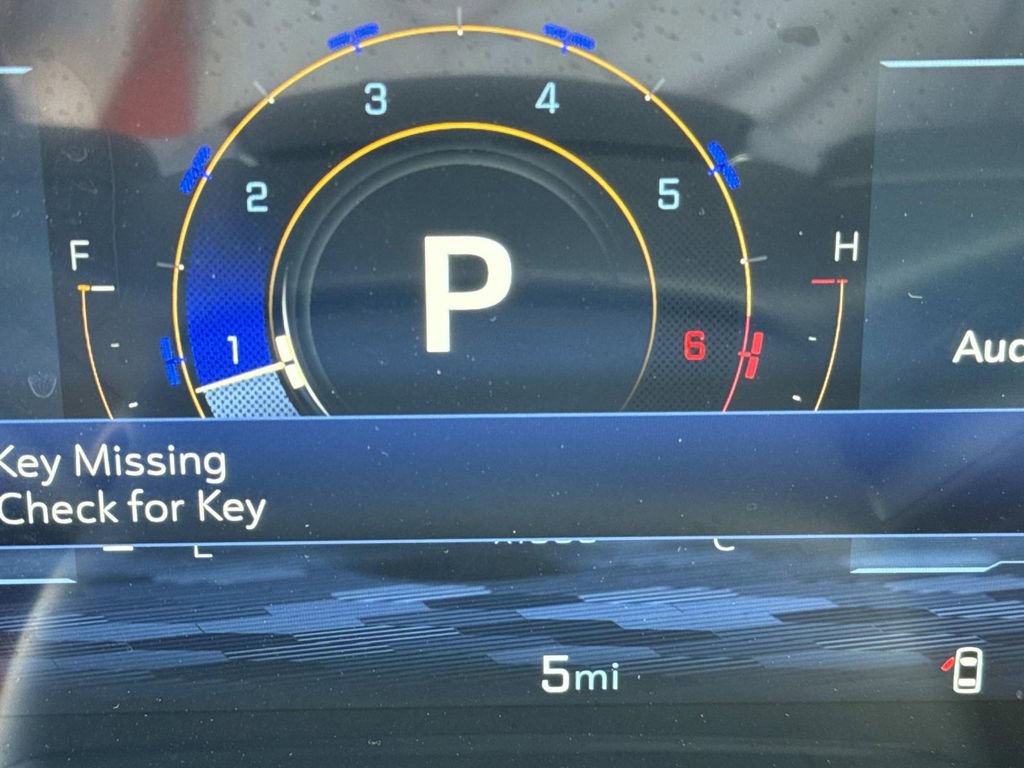 3 4
2 5
F P H
1 6
Auc
Key Missing
Check for Key
5mi